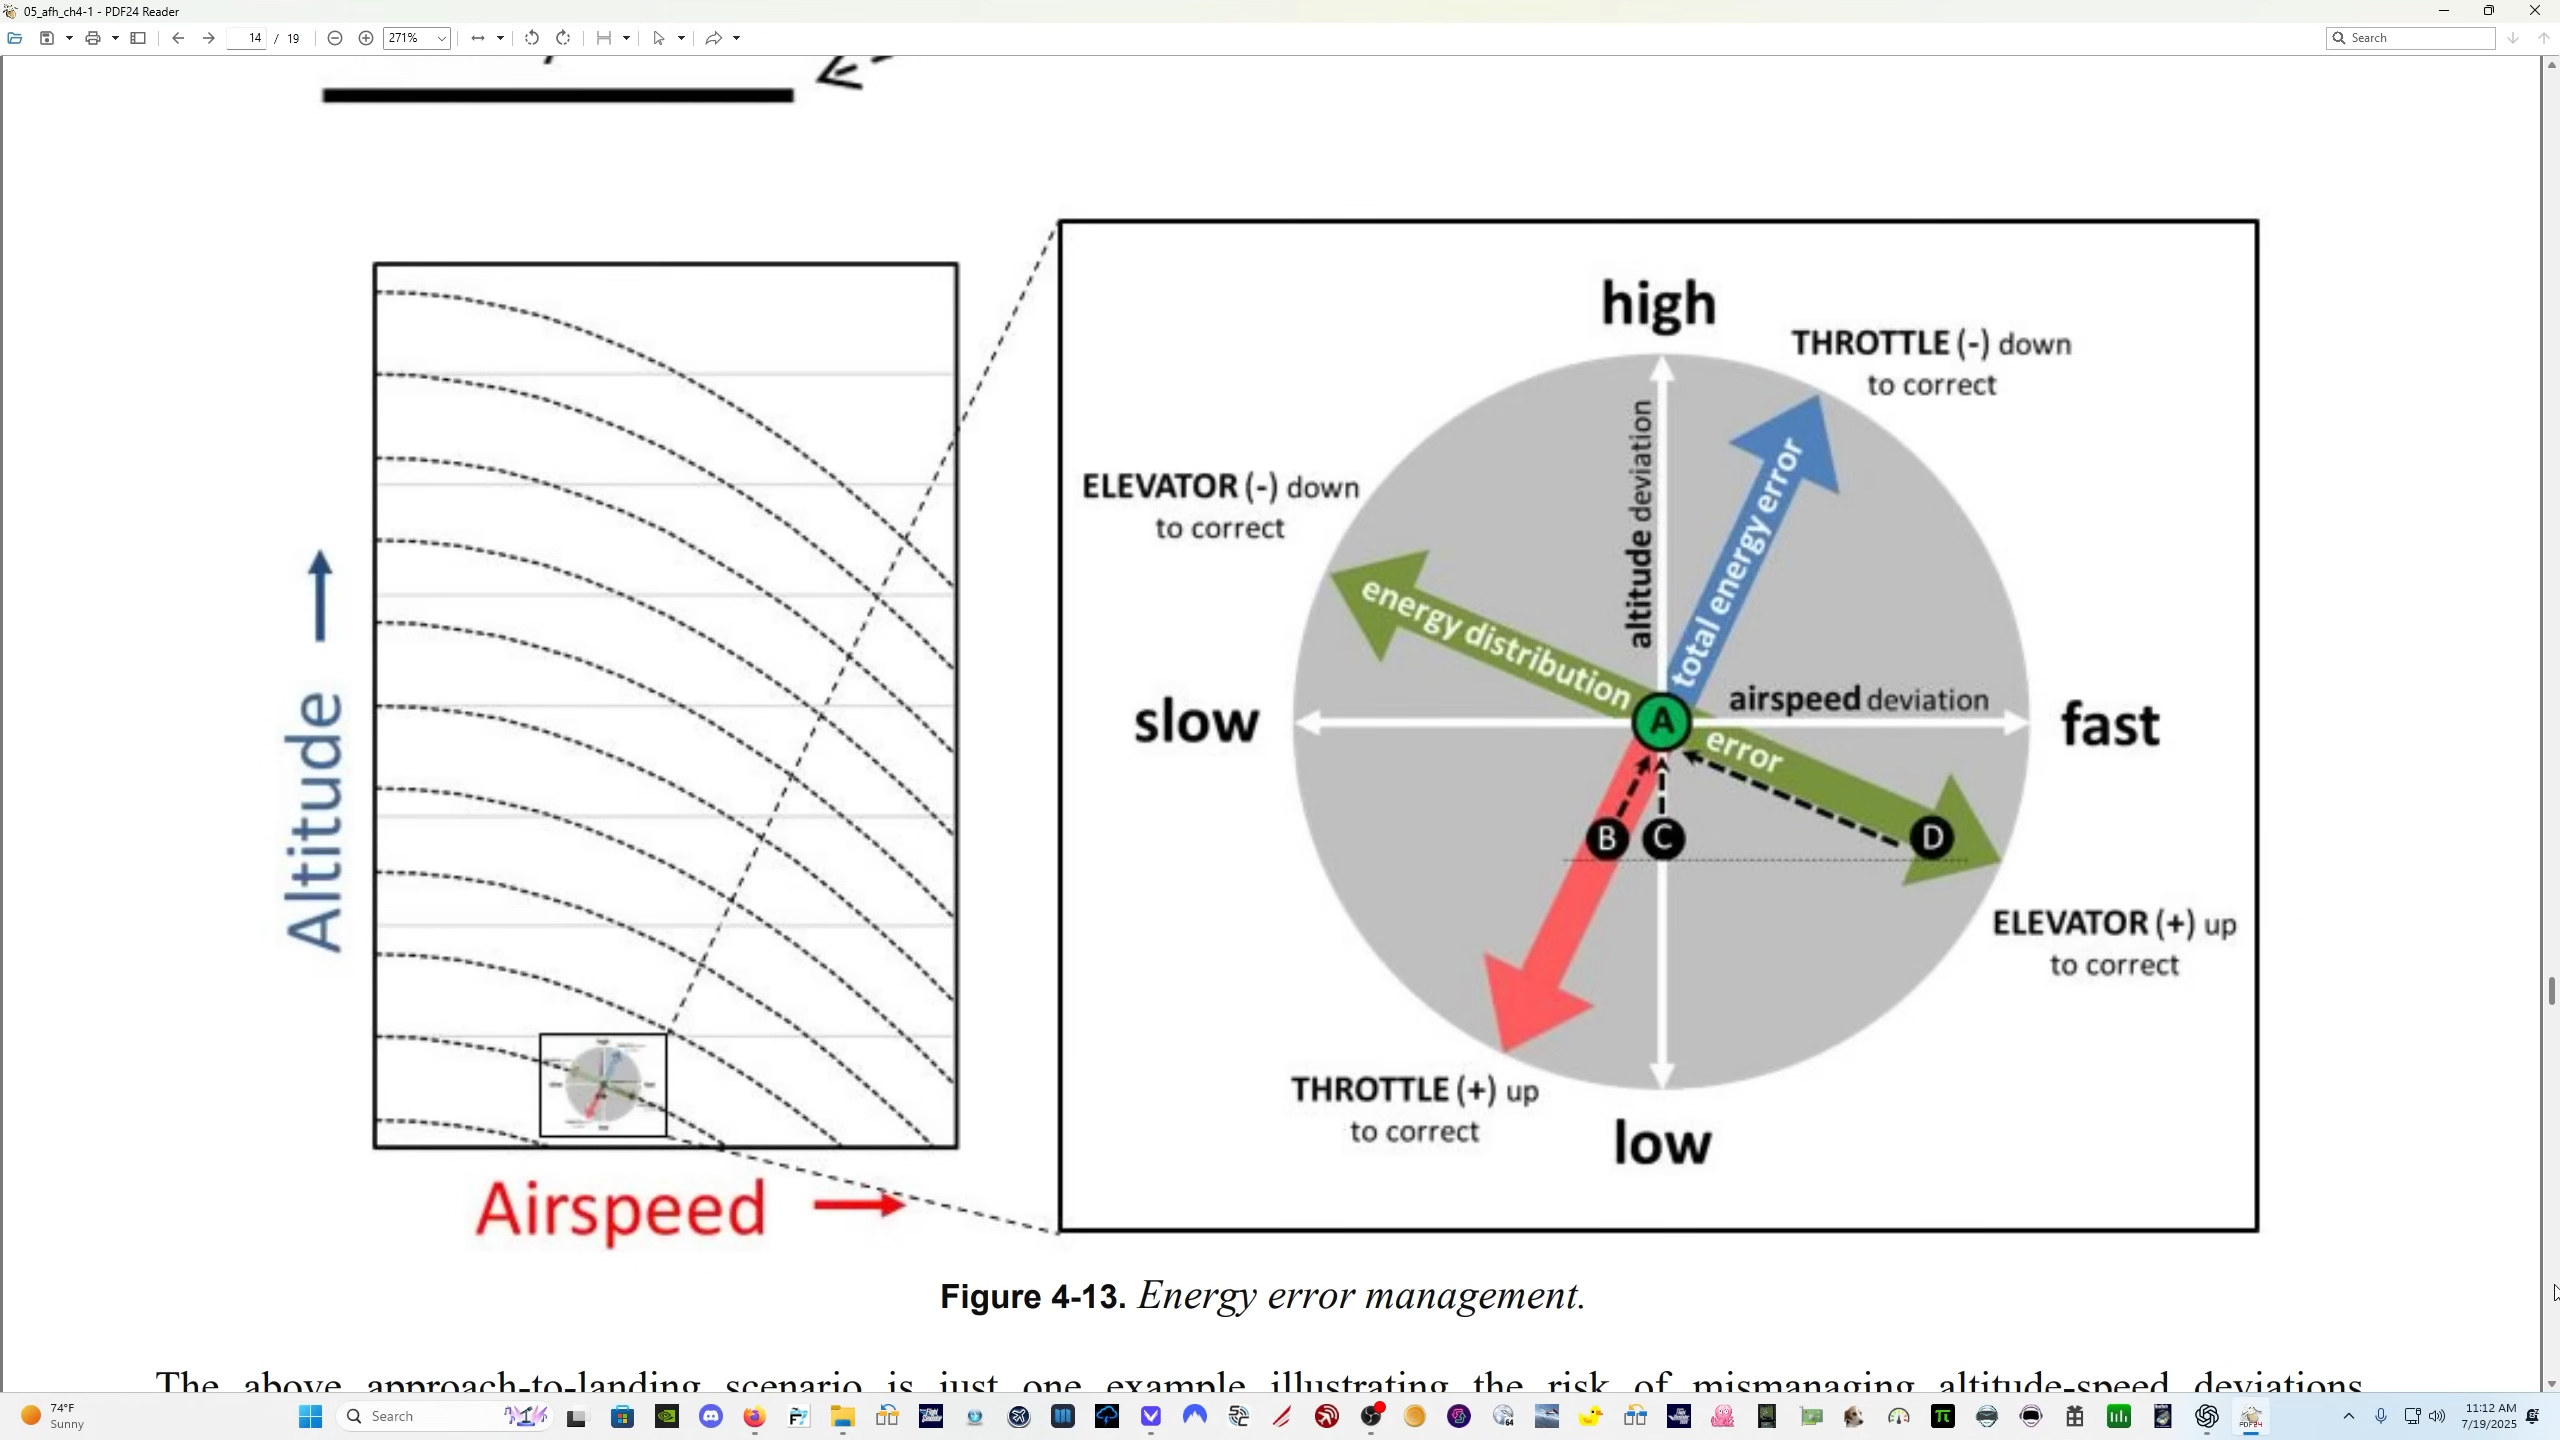 05_afh_ch4-1 - PDF24 Reader
14 / 19
271%
Search
high
THROTTLE (-) down
to correct
ELEVATOR (-) down
to correct
altitude deviation
total energy error
energy distribution
error
slow
A
airspeed deviation
fast
B
C
D
ELEVATOR (+) up
to correct
THROTTLE (+) up
to correct
low
Altitude
Airspeed
Figure 4-13. Energy error management.
The above approach-to-landing scenario is just one example illustrating the risk of mismanaging altitude-speed deviations
74°F
Sunny
Search
11:12 AM
7/19/2025